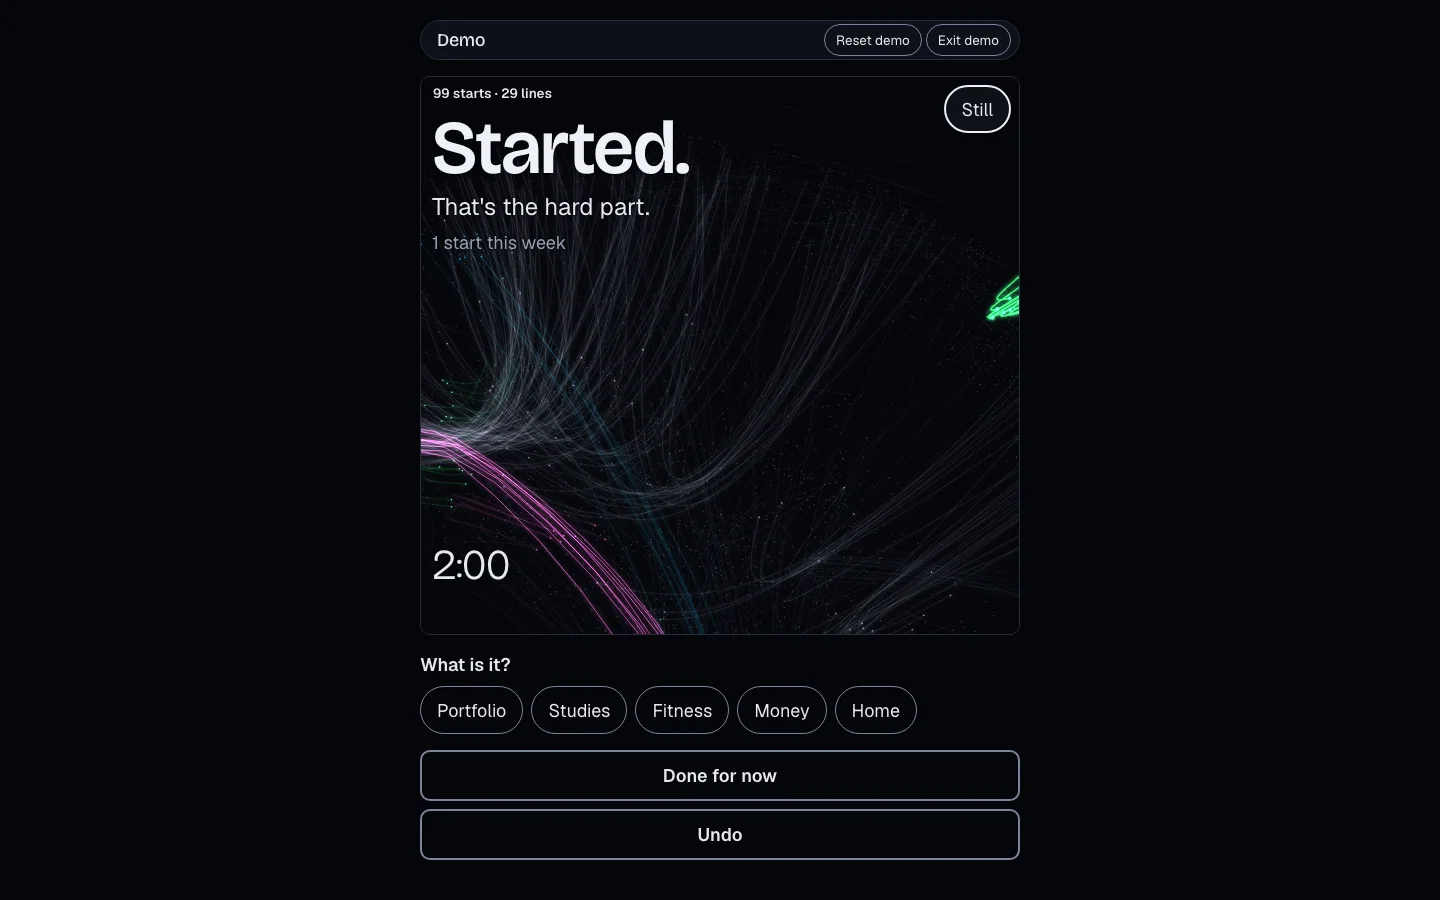 Demo
Reset demo
Exit demo
99 starts · 29 lines
Still
Started.
That's the hard part.
1 start this week
2:00
What is it?
Portfolio
Studies
Fitness
Money
Home
Done for now
Undo